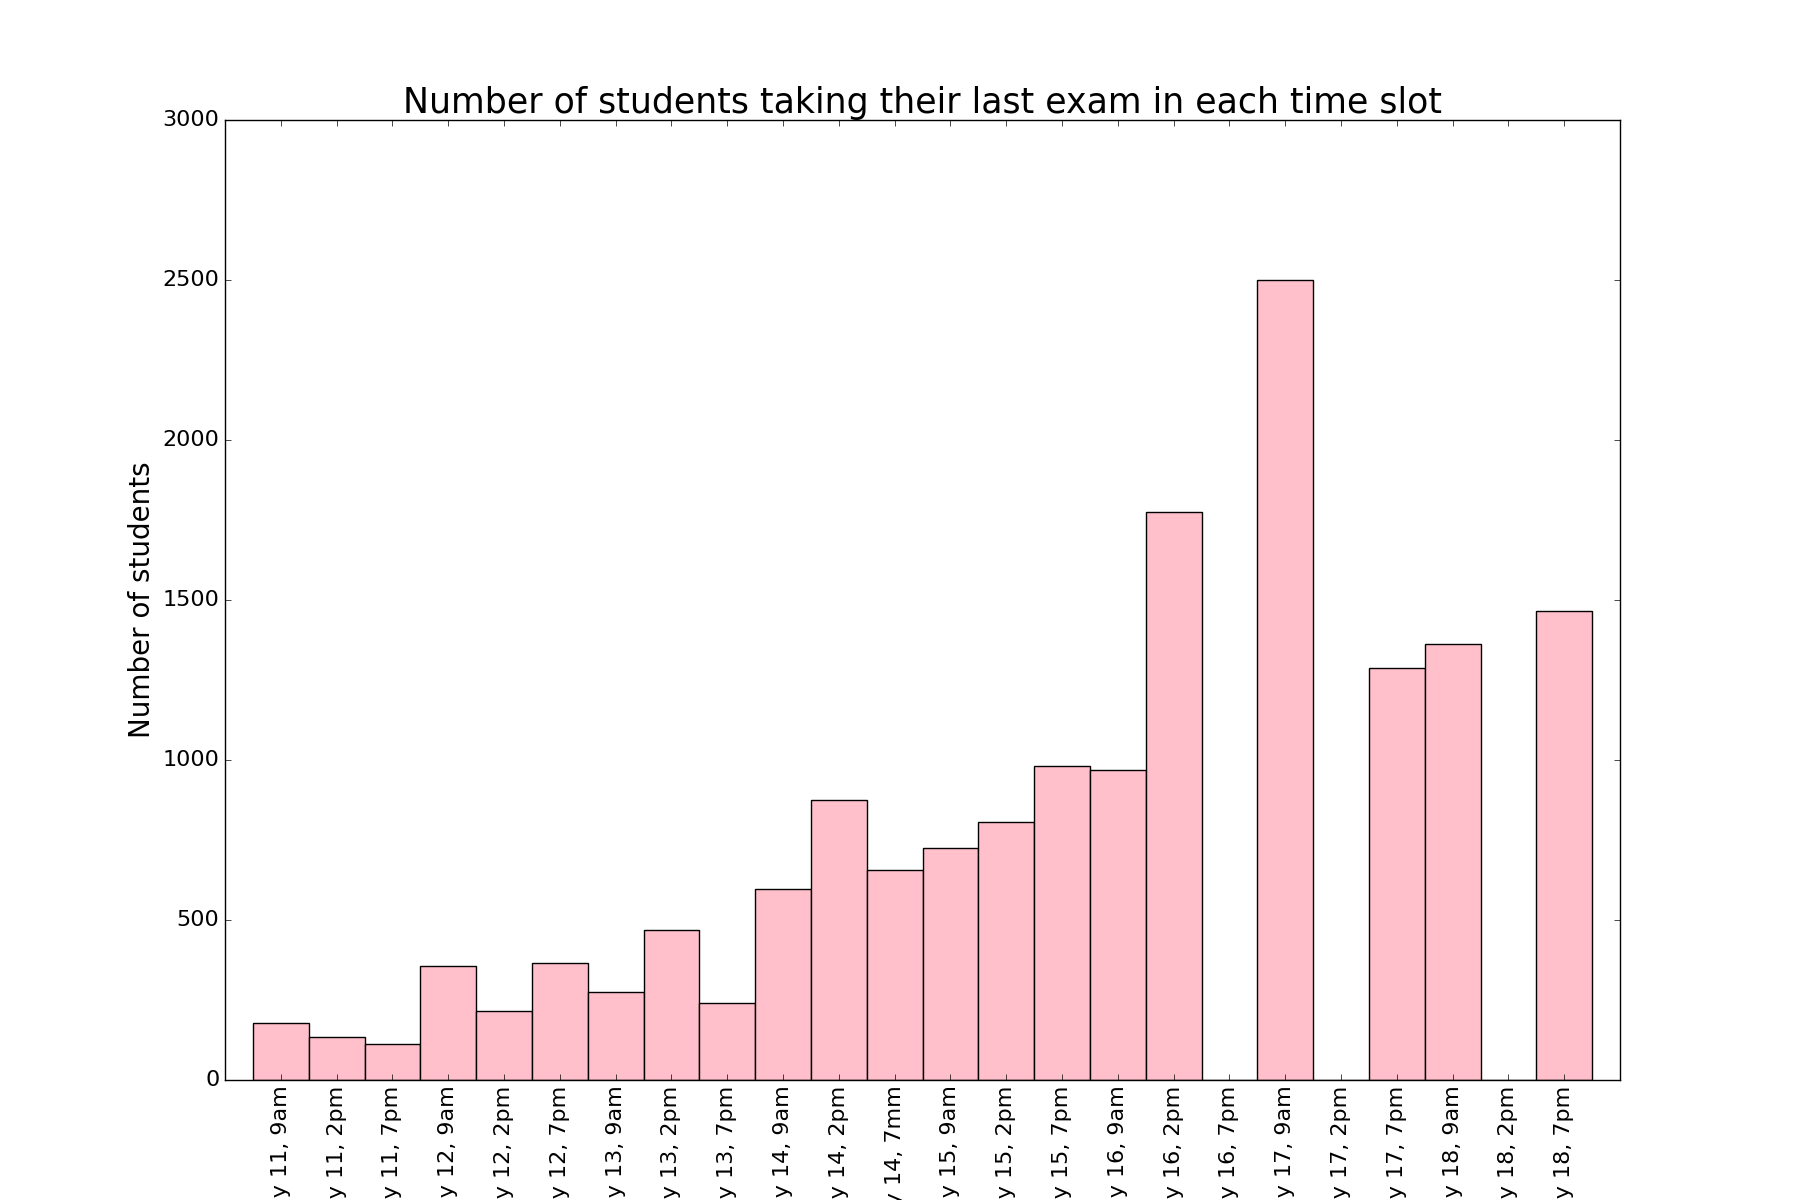 Number of students taking their last exam in each time slot
Number of students
3000
2500
2000
1500
1000
500
0
y 11, 9am
y 11, 2pm
y 11, 7pm
y 12, 9am
y 12, 2pm
y 12, 7pm
y 13, 9am
y 13, 2pm
y 13, 7pm
y 14, 9am
y 14, 2pm
y 14, 7mm
y 15, 9am
y 15, 2pm
y 15, 7pm
y 16, 9am
y 16, 2pm
y 16, 7pm
y 17, 9am
y 17, 2pm
y 17, 7pm
y 18, 9am
y 18, 2pm
y 18, 7pm